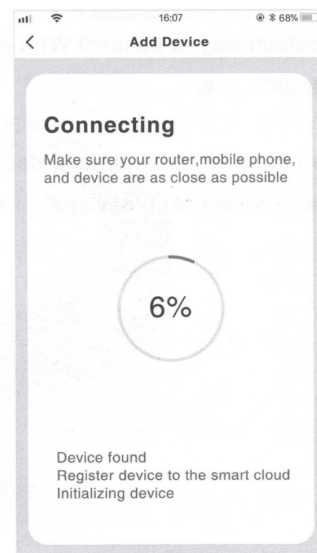 16:07
68%
Add Device
Connecting
Make sure your router,mobile phone,
and device are as close as possible
6%
Device found
Register device to the smart cloud
Initializing device